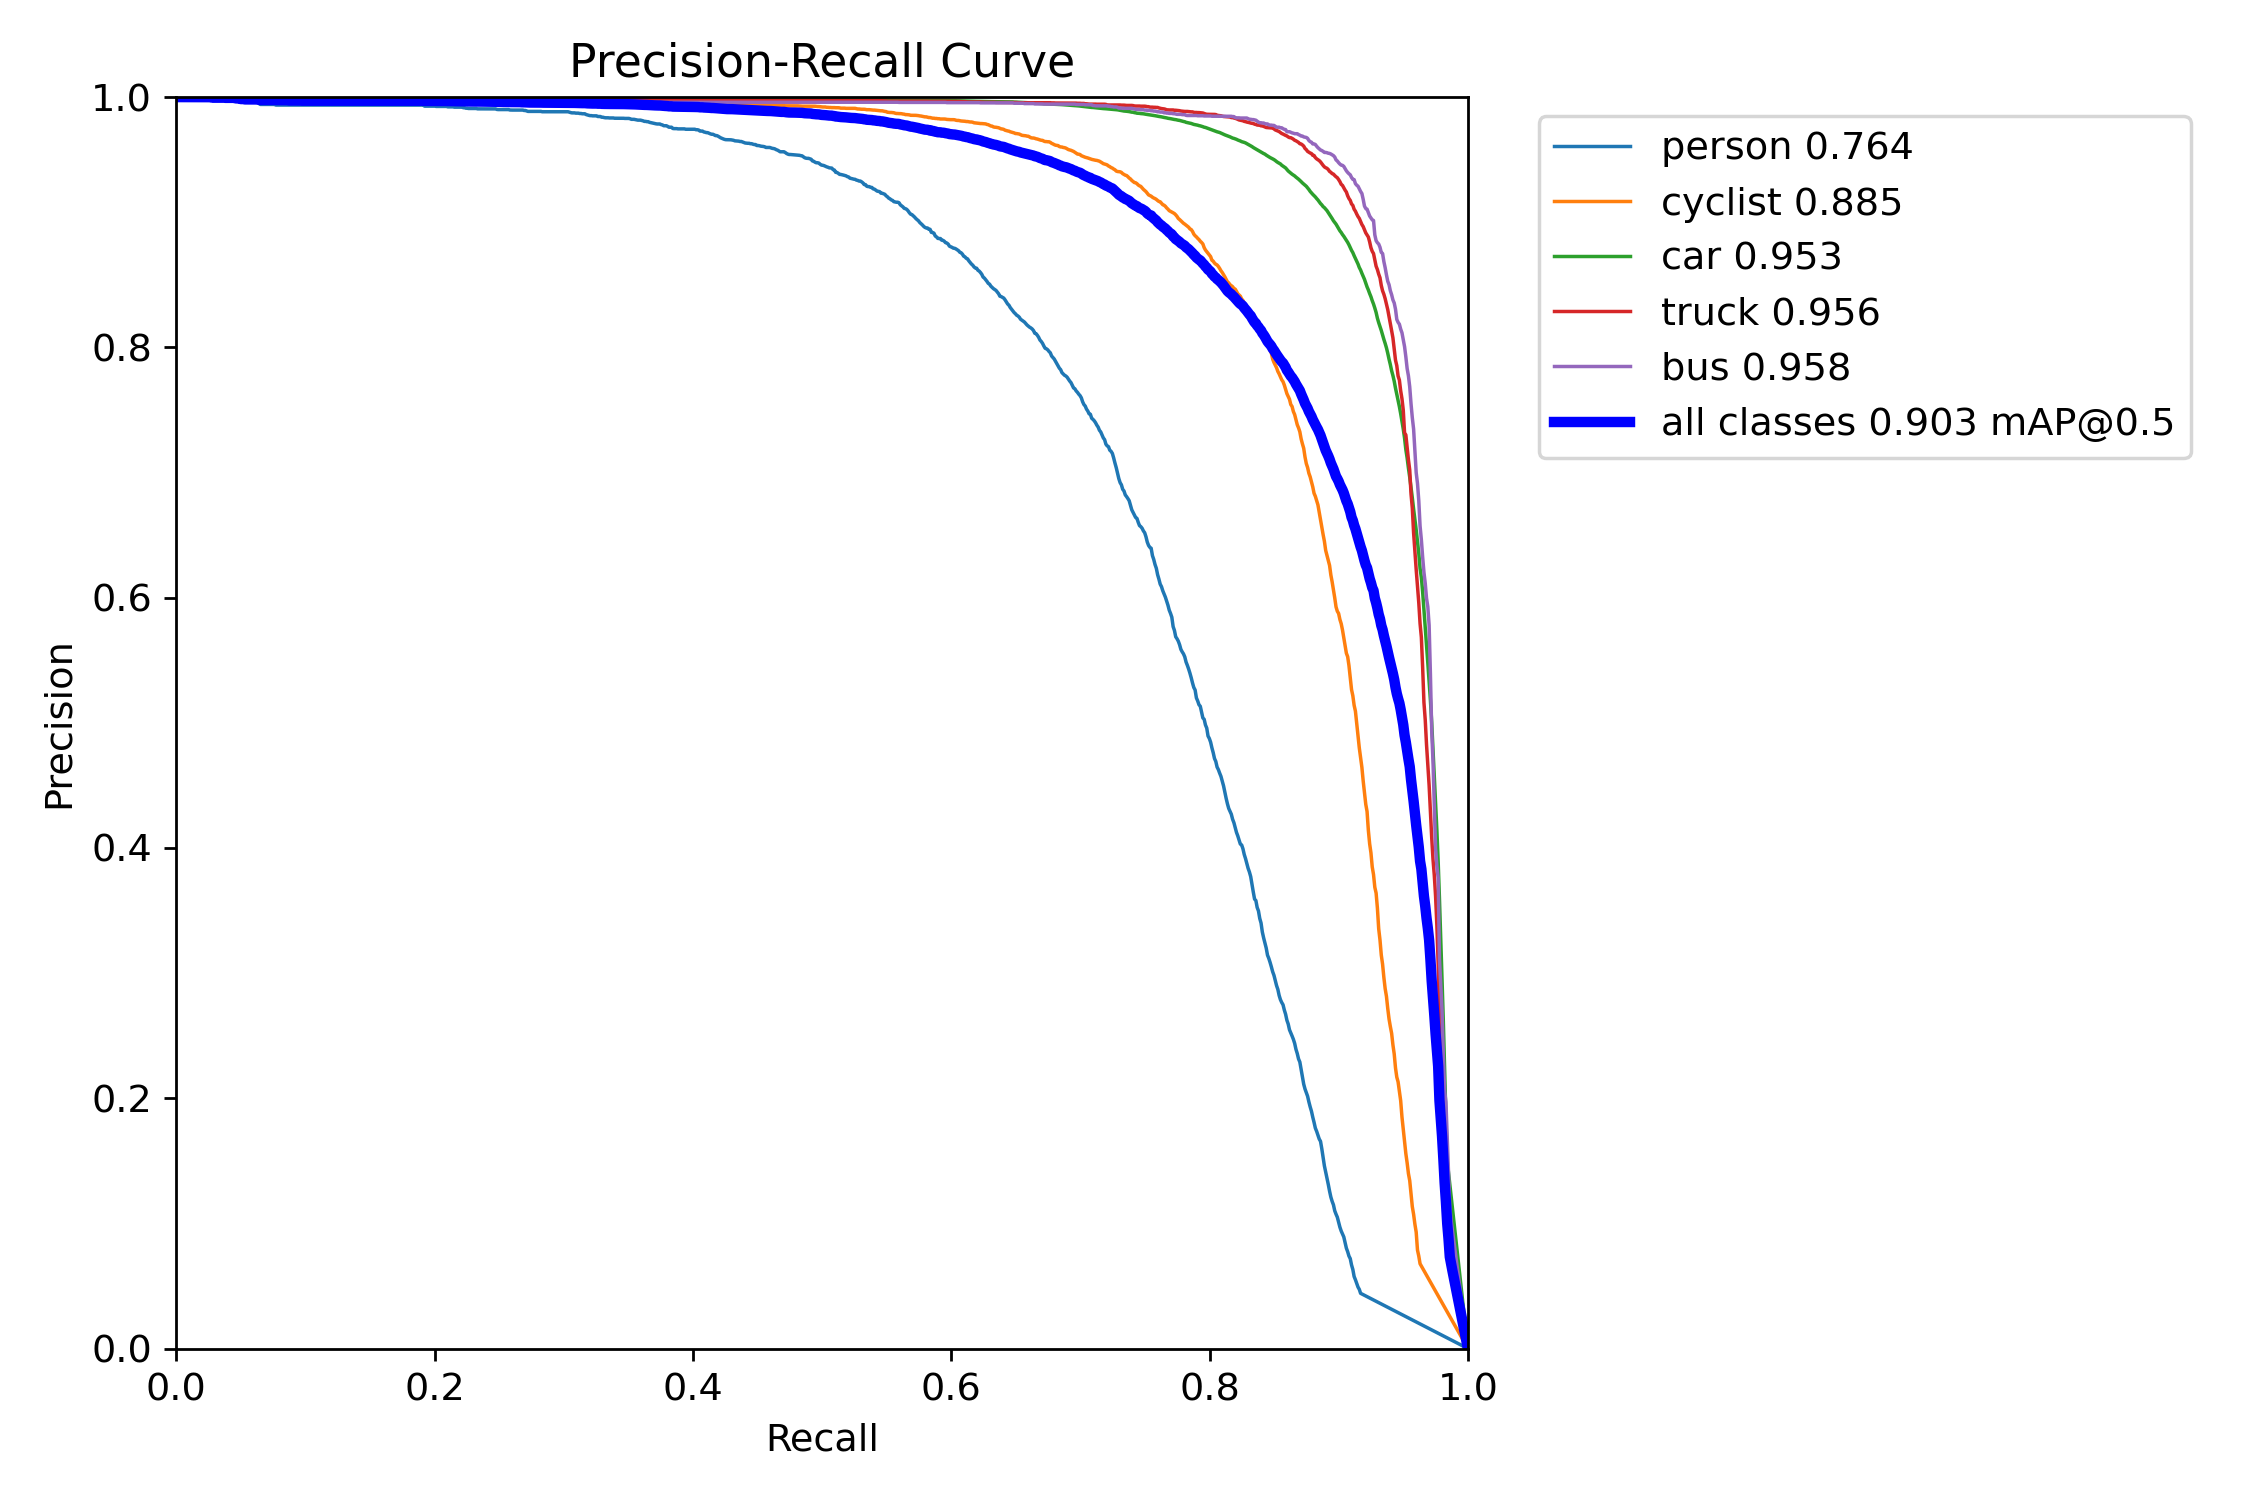 Precision-Recall Curve
1.0
0.8
0.6
0.4
0.2
0.0
Precision
0.0 0.2 0.4 0.6 0.8 1.0
Recall
person 0.764
cyclist 0.885
car 0.953
truck 0.956
bus 0.958
all classes 0.903 mAP@0.5